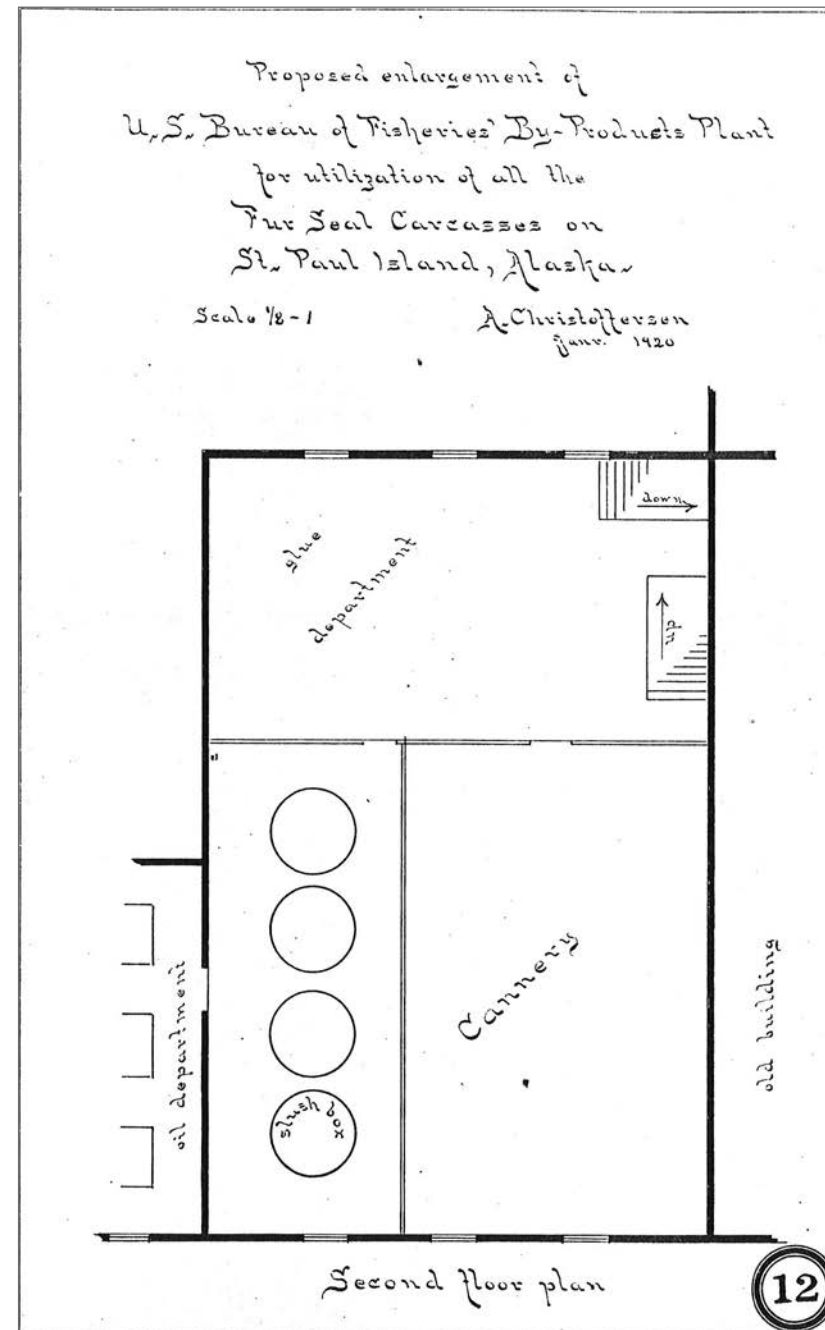 Proposed enlargement of
U.S. Bureau of Fisheries' By-Products Plant
for utilization of all the
Fur Seal Carcasses on
St. Paul Island, Alaska.
Scale 1/8-1
A. Christoffersen
Janr. 1920
down
glue
department
up
Cannery
old building
oil department
slush box
Second floor plan
12